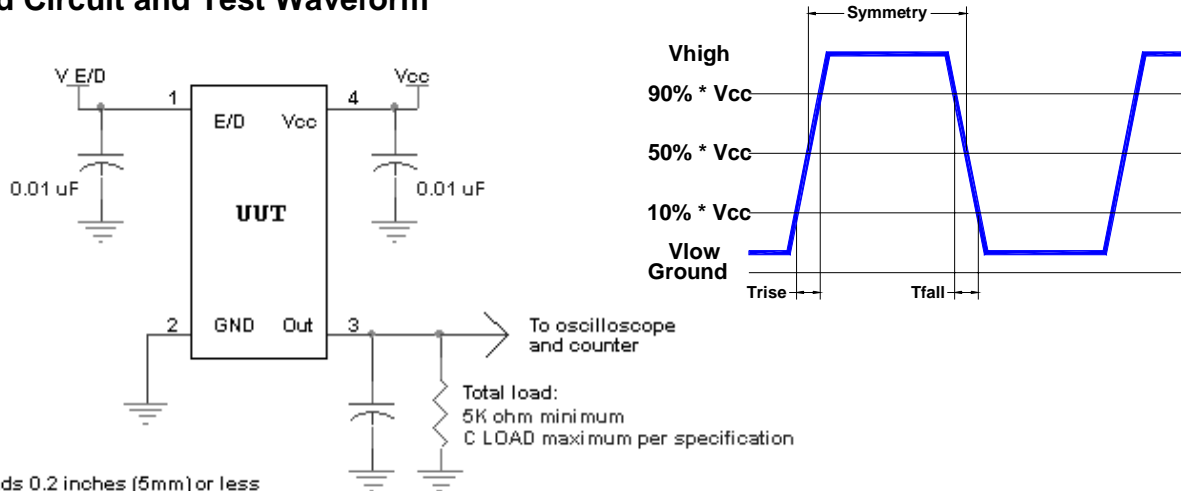 Circuit and Test Waveform
V E/D
Vcc
1
4
E/D Vcc
0.01 uF
0.01 uF
UUT
2
GND Out
3
To oscilloscope
and counter
Total load:
5K ohm minimum
C LOAD maximum per specification
0.2 inches (5mm) or less
Symmetry
Vhigh
90% * Vcc
50% * Vcc
10% * Vcc
Vlow
Ground
Trise
Tfall